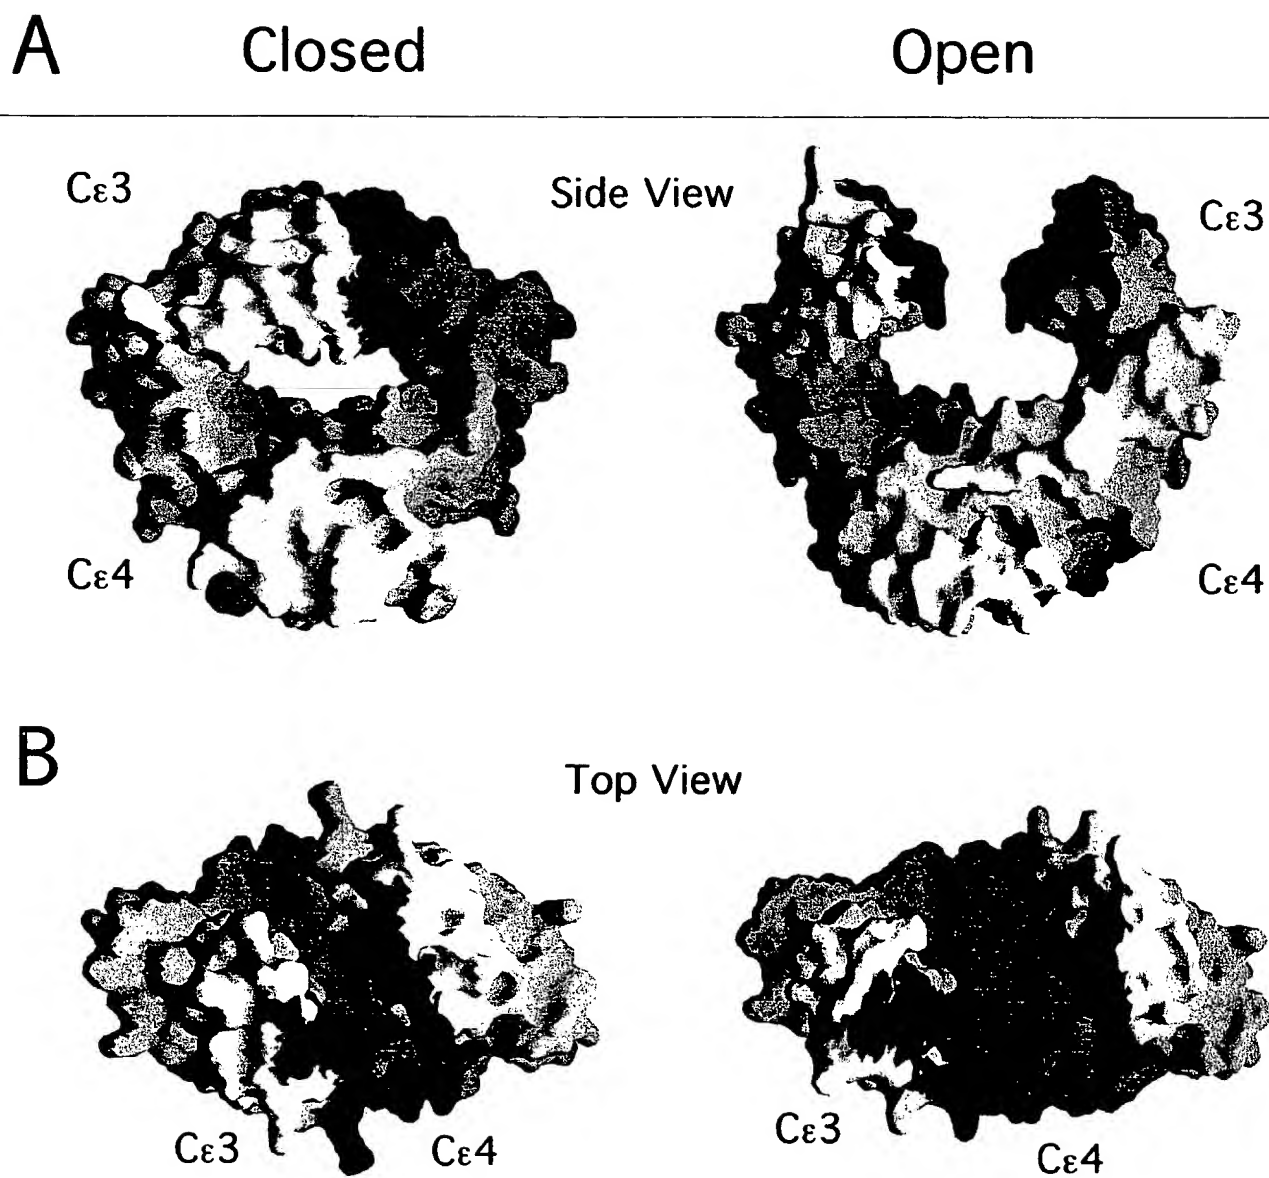 A Closed Open
Cε3 Side View Cε3
Cε4 Cε4
B Top View
Cε3 Cε4 Cε3 Cε4